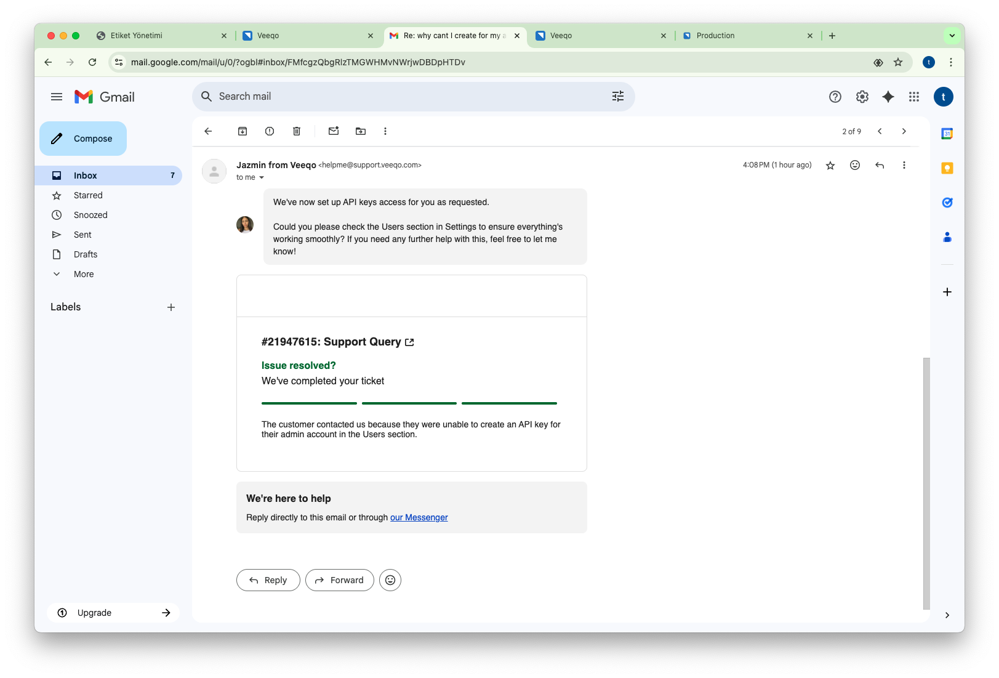 Etiket Yönetimi
Veeqo
Re: why cant I create for my a
Veeqo
Production
mail.google.com/mail/u/0/?ogbl#inbox/FMfcgzQbgRlzTMGWHMvNWrjwDBDpHTDv
t
Gmail
Search mail
t
Compose
2 of 9
31
Jazmin from Veeqo <helpme@support.veeqo.com>
4:08 PM (1 hour ago)
to me
Inbox
7
Starred
Snoozed
Sent
Drafts
More
Labels
We've now set up API keys access for you as requested.
Could you please check the Users section in Settings to ensure everything's
working smoothly? If you need any further help with this, feel free to let me
know!
#21947615: Support Query
Issue resolved?
We've completed your ticket
The customer contacted us because they were unable to create an API key for
their admin account in the Users section.
We're here to help
Reply directly to this email or through our Messenger
Reply
Forward
Upgrade